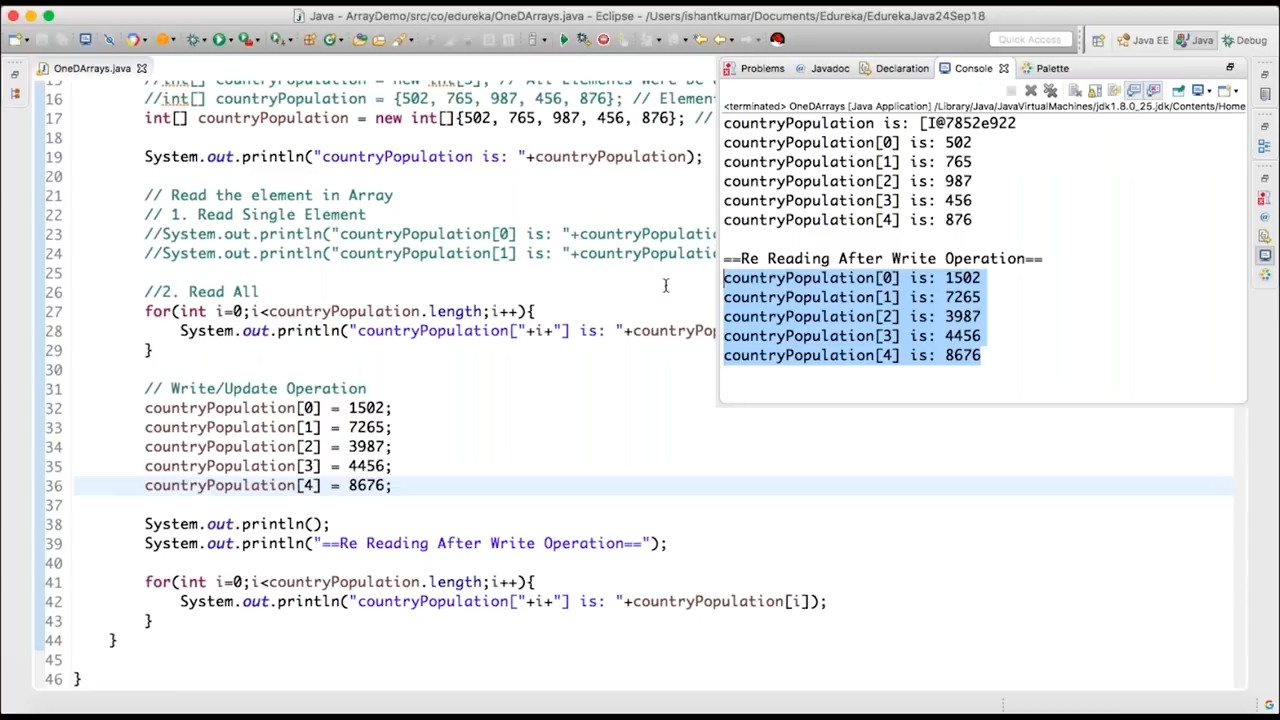 Java - ArrayDemo/src/co/edureka/OneDArrays.java - Eclipse - /Users/ishantkumar/Documents/Edureka/EdurekaJava24Sep18
Quick Access
Java EE
Java
Debug
OneDArrays.java
16 //int[] countryPopulation = {502, 765, 987, 456, 876}; // Elemen
17 int[] countryPopulation = new int[]{502, 765, 987, 456, 876}; //
18
19 System.out.println("countryPopulation is: "+countryPopulation);
20
21 // Read the element in Array
22 // 1. Read Single Element
23 //System.out.println("countryPopulation[0] is: "+countryPopulati
24 //System.out.println("countryPopulation[1] is: "+countryPopulati
25
26 //2. Read All
27 for(int i=0;i<countryPopulation.length;i++){
28 System.out.println("countryPopulation["+i+"] is: "+countryPop
29 }
30
31 // Write/Update Operation
32 countryPopulation[0] = 1502;
33 countryPopulation[1] = 7265;
34 countryPopulation[2] = 3987;
35 countryPopulation[3] = 4456;
36 countryPopulation[4] = 8676;
37
38 System.out.println();
39 System.out.println("==Re Reading After Write Operation==");
40
41 for(int i=0;i<countryPopulation.length;i++){
42 System.out.println("countryPopulation["+i+"] is: "+countryPopulation[i]);
43 }
44 }
45
46 }
Problems
@ Javadoc
Declaration
Console
Palette
<terminated> OneDArrays [Java Application] /Library/Java/JavaVirtualMachines/jdk1.8.0_25.jdk/Contents/Home
countryPopulation is: [I@7852e922
countryPopulation[0] is: 502
countryPopulation[1] is: 765
countryPopulation[2] is: 987
countryPopulation[3] is: 456
countryPopulation[4] is: 876
==Re Reading After Write Operation==
countryPopulation[0] is: 1502
countryPopulation[1] is: 7265
countryPopulation[2] is: 3987
countryPopulation[3] is: 4456
countryPopulation[4] is: 8676